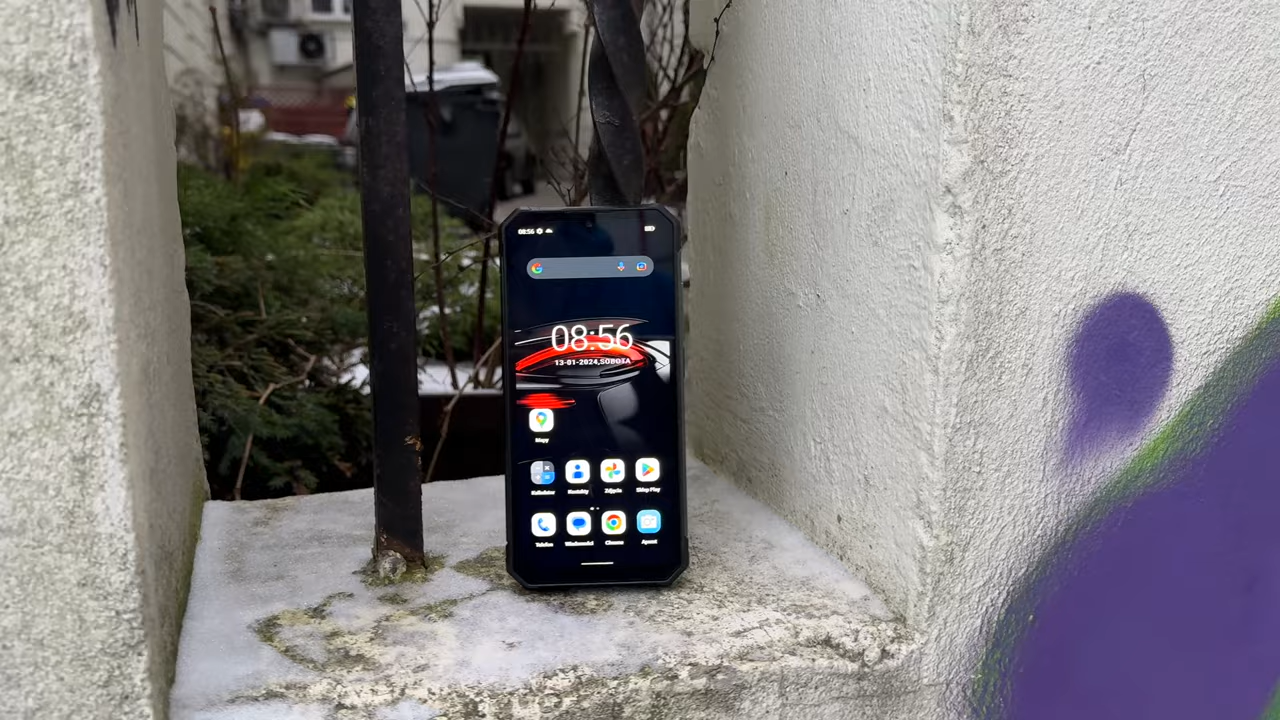 08:56
08:56
13-01-2024,SOBOTA
Mapy
Kalkulator Kontakty Zdjęcia Sklep Play
Telefon Wiadomości Chrome Aparat